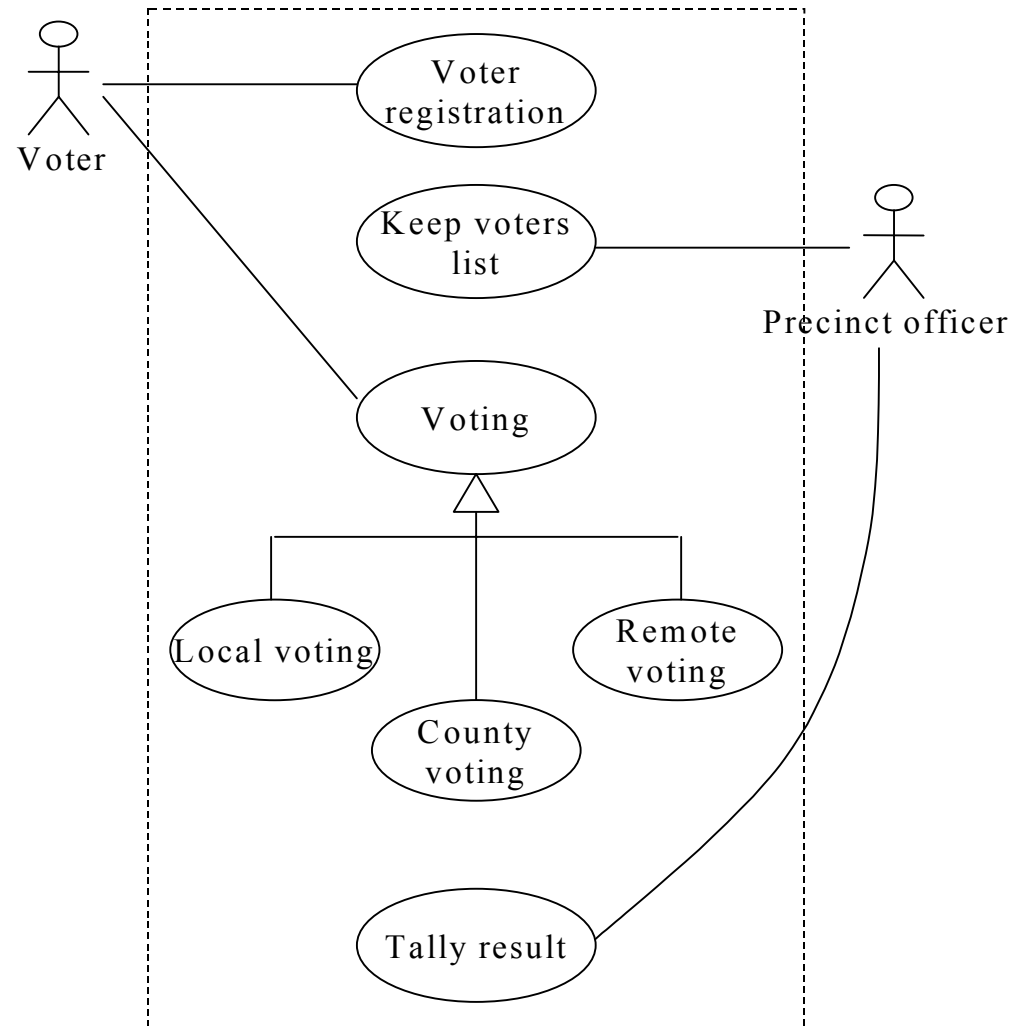 Voter
registration
Voter
Keep voters
list
Precinct officer
Voting
Local voting
Remote
voting
County
voting
Tally result